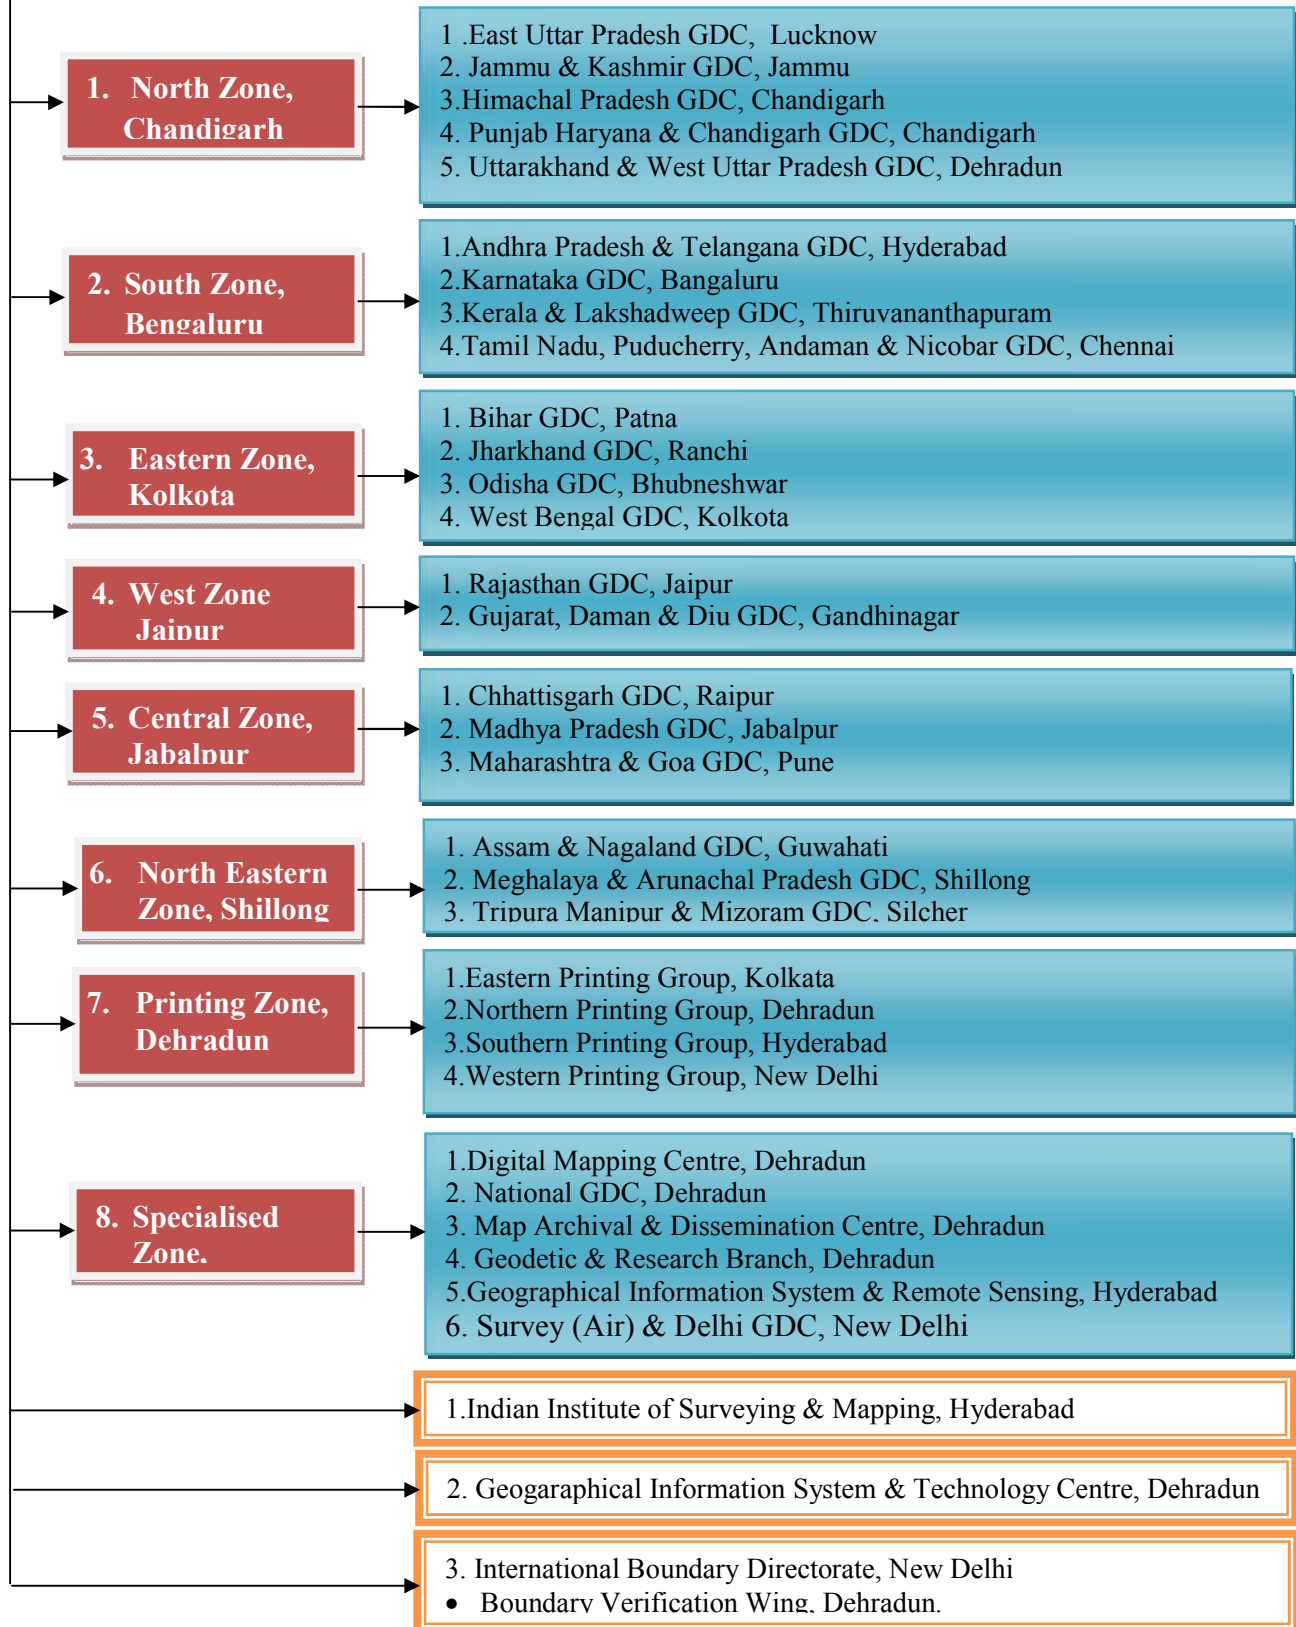 1. North Zone,
Chandigarh
1 .East Uttar Pradesh GDC, Lucknow
2. Jammu & Kashmir GDC, Jammu
3.Himachal Pradesh GDC, Chandigarh
4. Punjab Haryana & Chandigarh GDC, Chandigarh
5. Uttarakhand & West Uttar Pradesh GDC, Dehradun
2. South Zone,
Bengaluru
1.Andhra Pradesh & Telangana GDC, Hyderabad
2.Karnataka GDC, Bangaluru
3.Kerala & Lakshadweep GDC, Thiruvananthapuram
4.Tamil Nadu, Puducherry, Andaman & Nicobar GDC, Chennai
3. Eastern Zone,
Kolkota
1. Bihar GDC, Patna
2. Jharkhand GDC, Ranchi
3. Odisha GDC, Bhubneshwar
4. West Bengal GDC, Kolkota
4. West Zone
Jaipur
1. Rajasthan GDC, Jaipur
2. Gujarat, Daman & Diu GDC, Gandhinagar
5. Central Zone,
Jabalpur
1. Chhattisgarh GDC, Raipur
2. Madhya Pradesh GDC, Jabalpur
3. Maharashtra & Goa GDC, Pune
6. North Eastern
Zone, Shillong
1. Assam & Nagaland GDC, Guwahati
2. Meghalaya & Arunachal Pradesh GDC, Shillong
3. Tripura Manipur & Mizoram GDC, Silcher
7. Printing Zone,
Dehradun
1.Eastern Printing Group, Kolkata
2.Northern Printing Group, Dehradun
3.Southern Printing Group, Hyderabad
4.Western Printing Group, New Delhi
8. Specialised
Zone,
1.Digital Mapping Centre, Dehradun
2. National GDC, Dehradun
3. Map Archival & Dissemination Centre, Dehradun
4. Geodetic & Research Branch, Dehradun
5.Geographical Information System & Remote Sensing, Hyderabad
6. Survey (Air) & Delhi GDC, New Delhi
1.Indian Institute of Surveying & Mapping, Hyderabad
2. Geogaraphical Information System & Technology Centre, Dehradun
3. International Boundary Directorate, New Delhi
• Boundary Verification Wing, Dehradun.